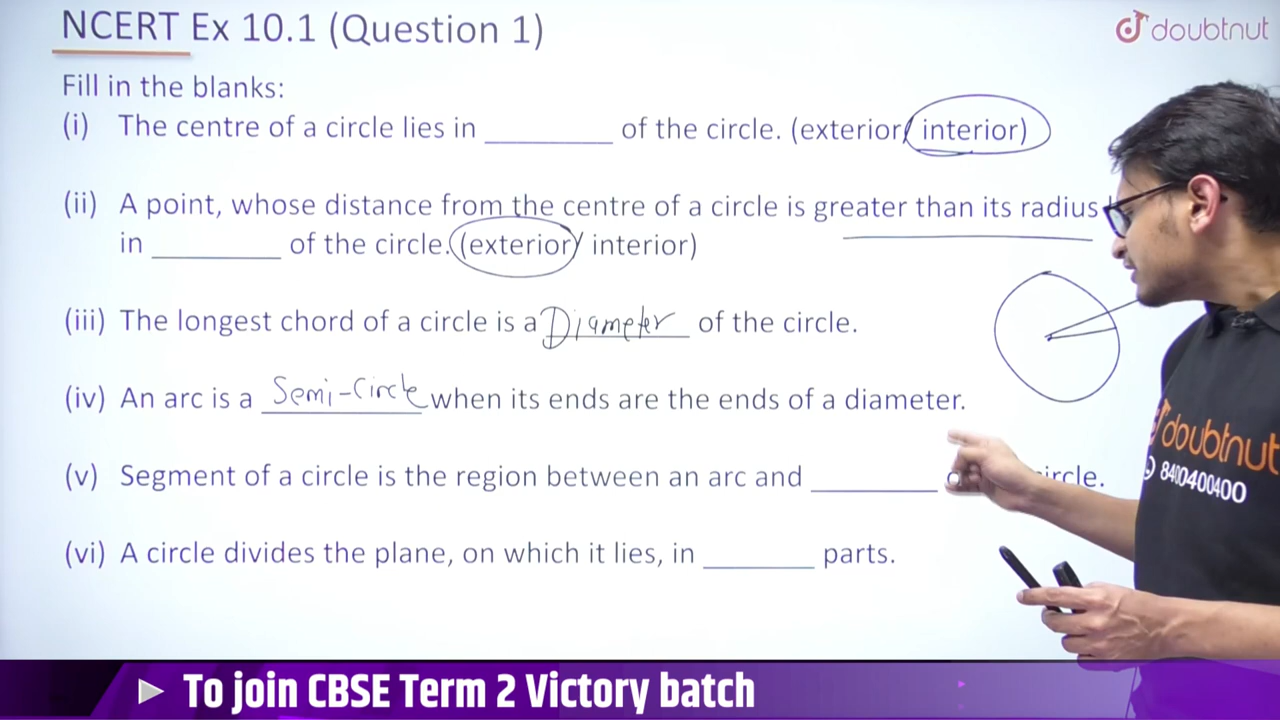 NCERT Ex 10.1 (Question 1)
doubtnut
Fill in the blanks:
(i) The centre of a circle lies in ________ of the circle. (exterior/ interior)
(ii) A point, whose distance from the centre of a circle is greater than its radius
in ________ of the circle. (exterior/ interior)
(iii) The longest chord of a circle is a Diameter of the circle.
(iv) An arc is a Semi-Circle when its ends are the ends of a diameter.
(v) Segment of a circle is the region between an arc and ________ circle.
(vi) A circle divides the plane, on which it lies, in ________ parts.
doubtnut
8400400400
To join CBSE Term 2 Victory batch